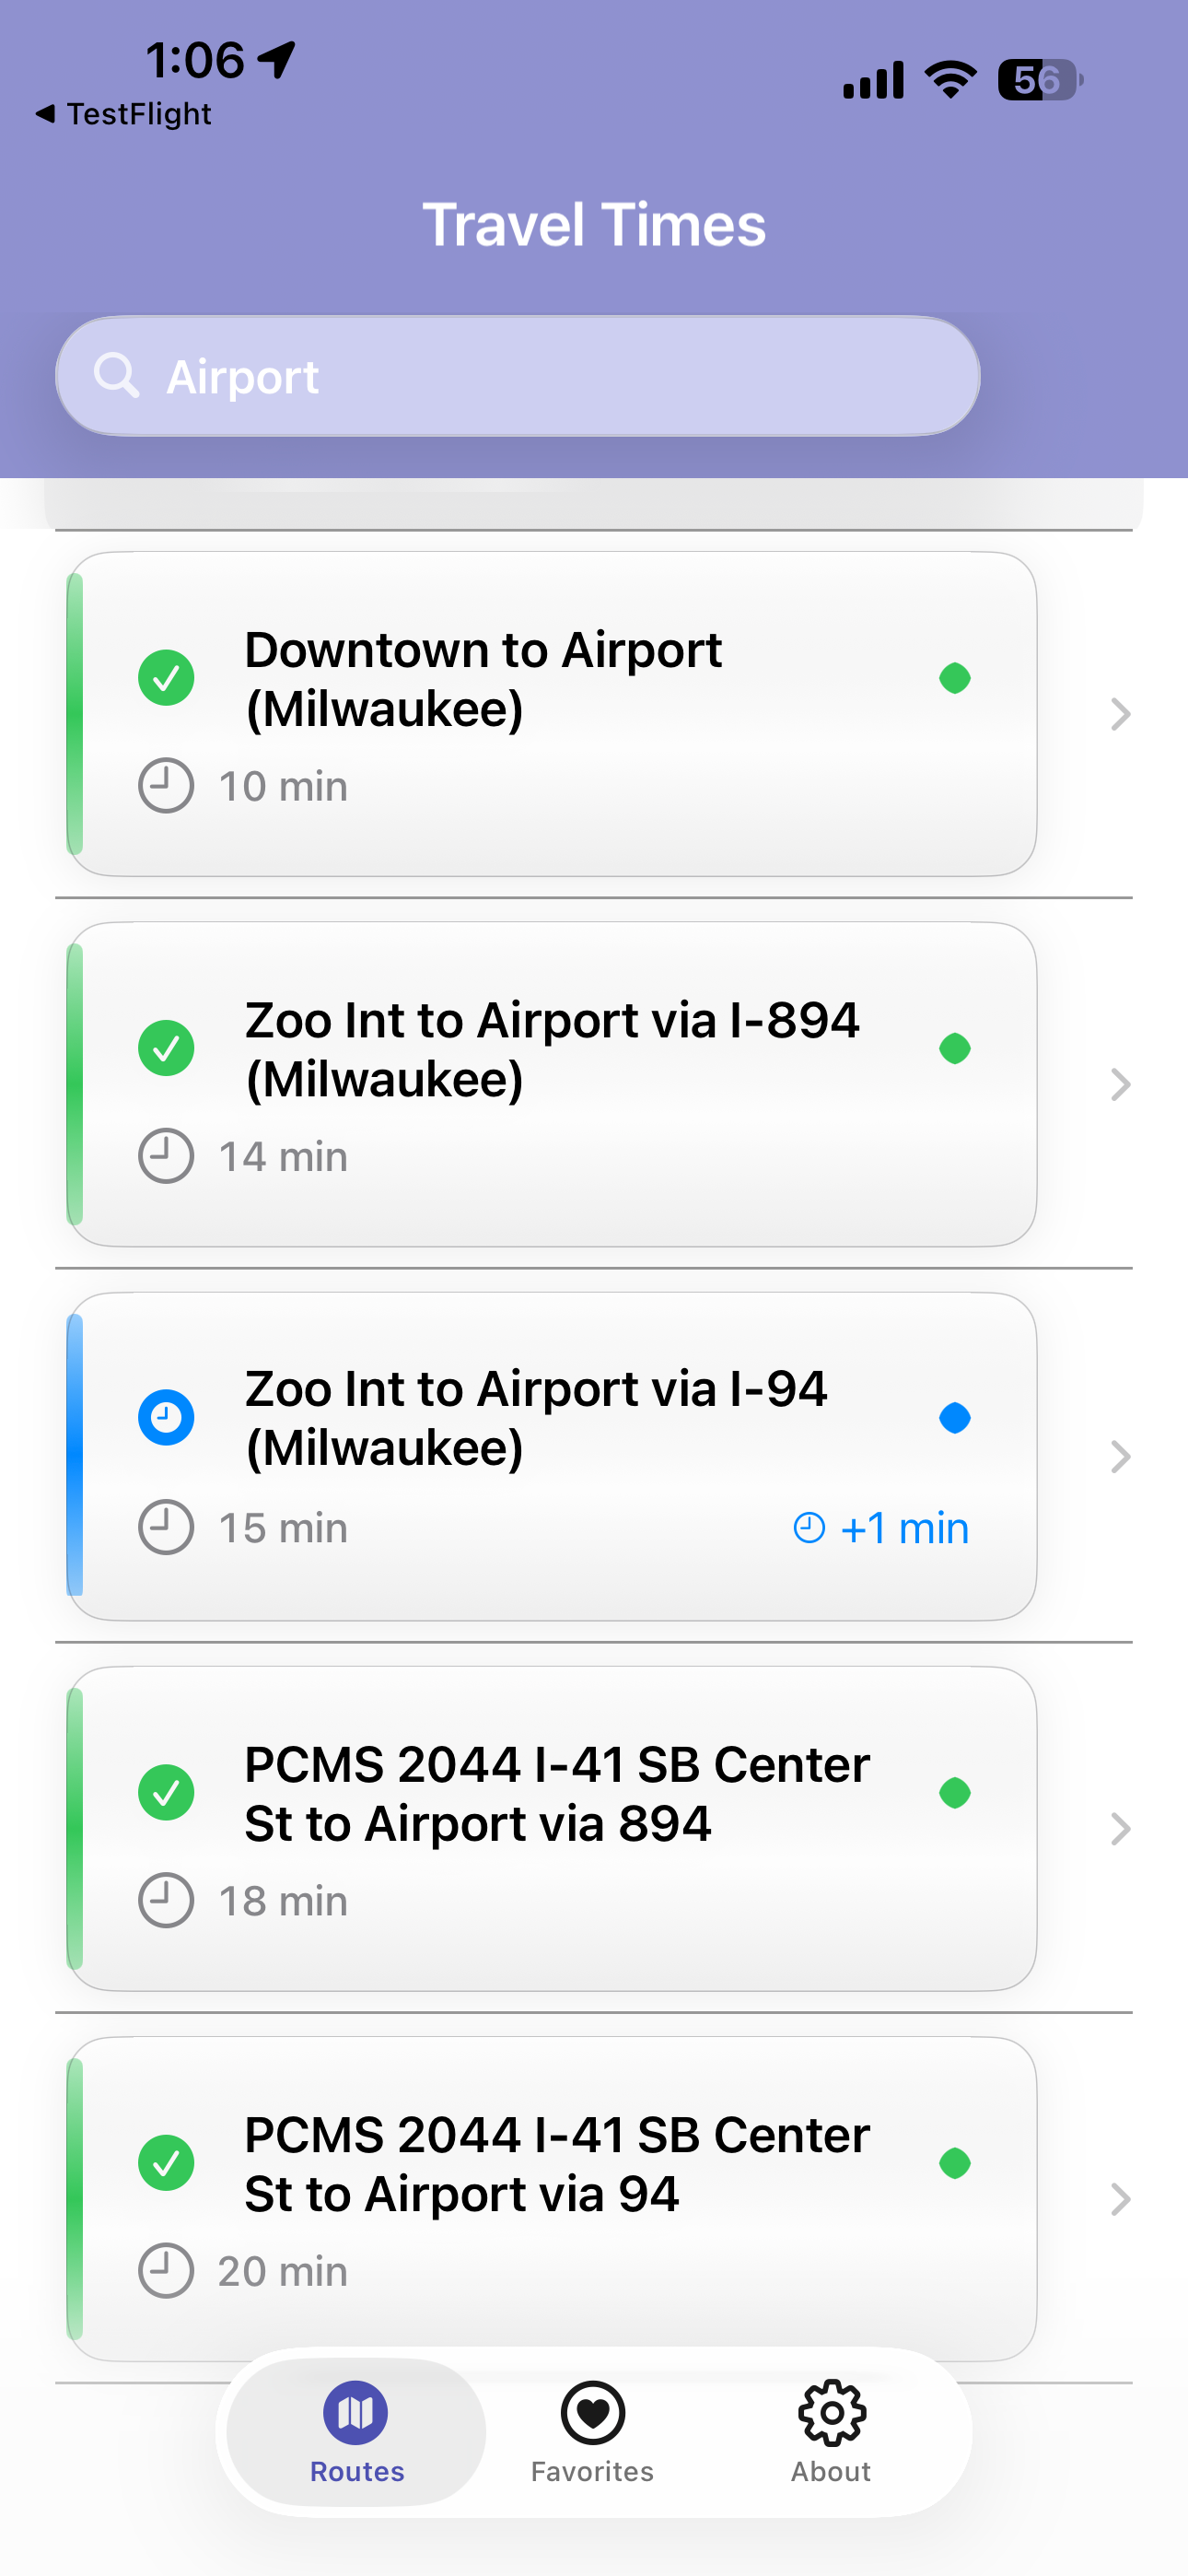 1:06
56
TestFlight
Travel Times
Airport
Downtown to Airport
(Milwaukee)
10 min
Zoo Int to Airport via I-894
(Milwaukee)
14 min
Zoo Int to Airport via I-94
(Milwaukee)
15 min
+1 min
PCMS 2044 I-41 SB Center
St to Airport via 894
18 min
PCMS 2044 I-41 SB Center
St to Airport via 94
20 min
Routes
Favorites
About